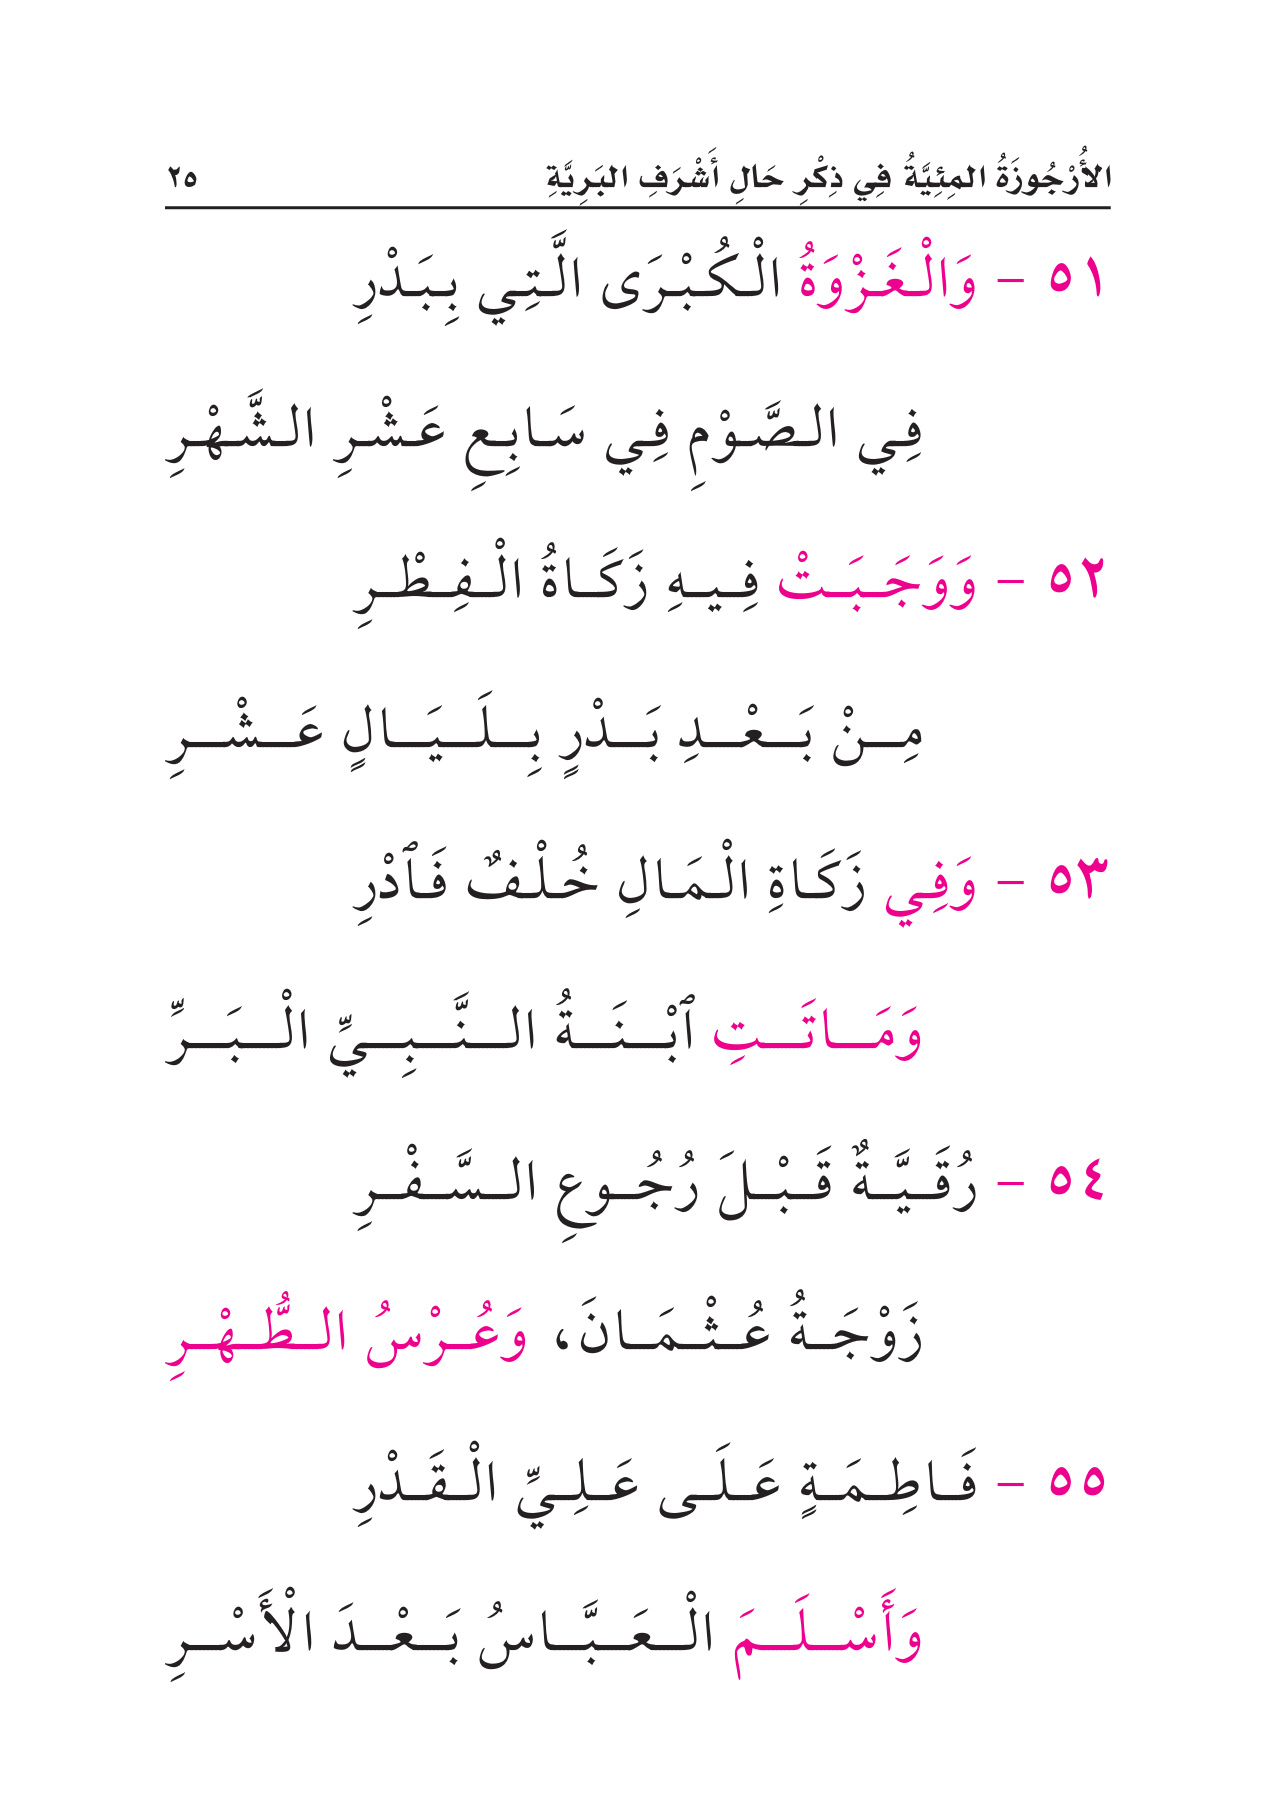 الأُرْجُوزَةُ المِئِيَّةُ فِي ذِكْرِ حَالِ أَشْرَفِ البَرِيَّةِ ٢٥
٥١ - وَالْغَزْوَةُ الْكُبْرَى الَّتِي بِبَدْرِ
فِي الصَّوْمِ فِي سَابِعِ عَشْرِ الشَّهْرِ
٥٢ - وَوَجَبَتْ فِيهِ زَكَاةُ الْفِطْرِ
مِنْ بَعْدِ بَدْرٍ بِلَيَالٍ عَشْرِ
٥٣ - وَفِي زَكَاةِ الْمَالِ خُلْفٌ فَٱدْرِ
وَمَاتَتِ ٱبْنَةُ النَّبِيِّ الْبَرِّ
٥٤ - رُقَيَّةٌ قَبْلَ رُجُوعِ السَّفْرِ
زَوْجَةُ عُثْمَانَ، وَعُرْسُ الطُّهْرِ
٥٥ - فَاطِمَةٍ عَلَى عَلِيِّ الْقَدْرِ
وَأَسْلَمَ الْعَبَّاسُ بَعْدَ الْأَسْرِ